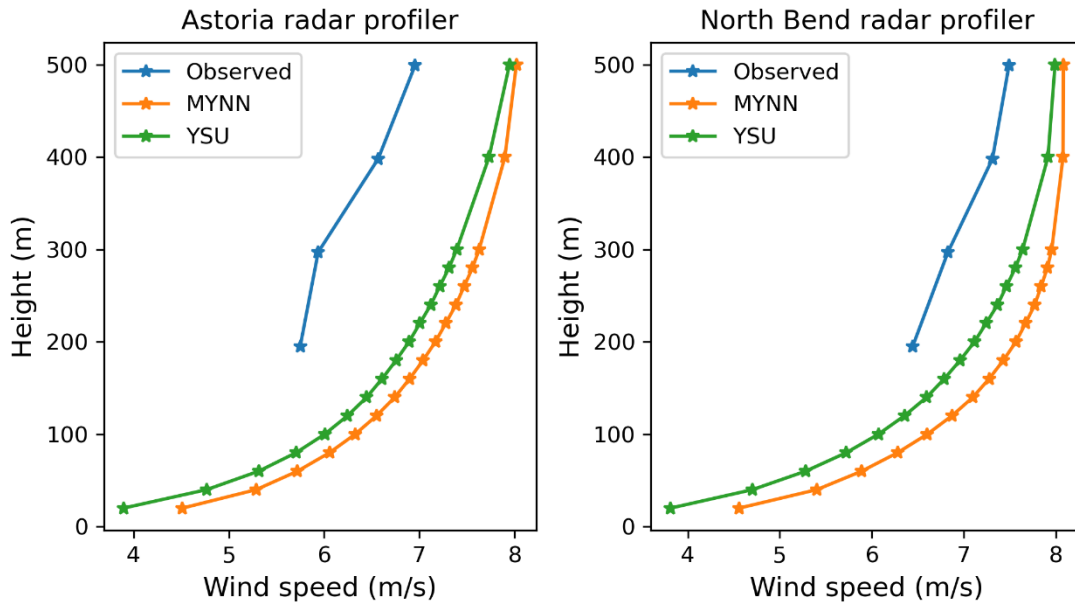 Astoria radar profiler
Observed
MYNN
YSU
500
400
300
200
100
0
Height (m)
4 5 6 7 8
Wind speed (m/s)
North Bend radar profiler
Observed
MYNN
YSU
500
400
300
200
100
0
Height (m)
4 5 6 7 8
Wind speed (m/s)